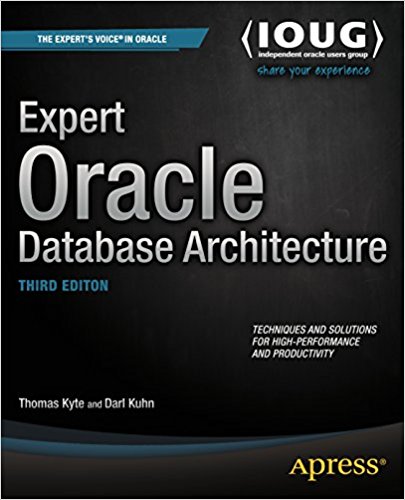 THE EXPERT'S VOICE® IN ORACLE
(IOUG)
independent oracle users group
share your experience
Expert
Oracle
Database Architecture
THIRD EDITON
TECHNIQUES AND SOLUTIONS
FOR HIGH-PERFORMANCE
AND PRODUCTIVITY
Thomas Kyte and Darl Kuhn
Apress®